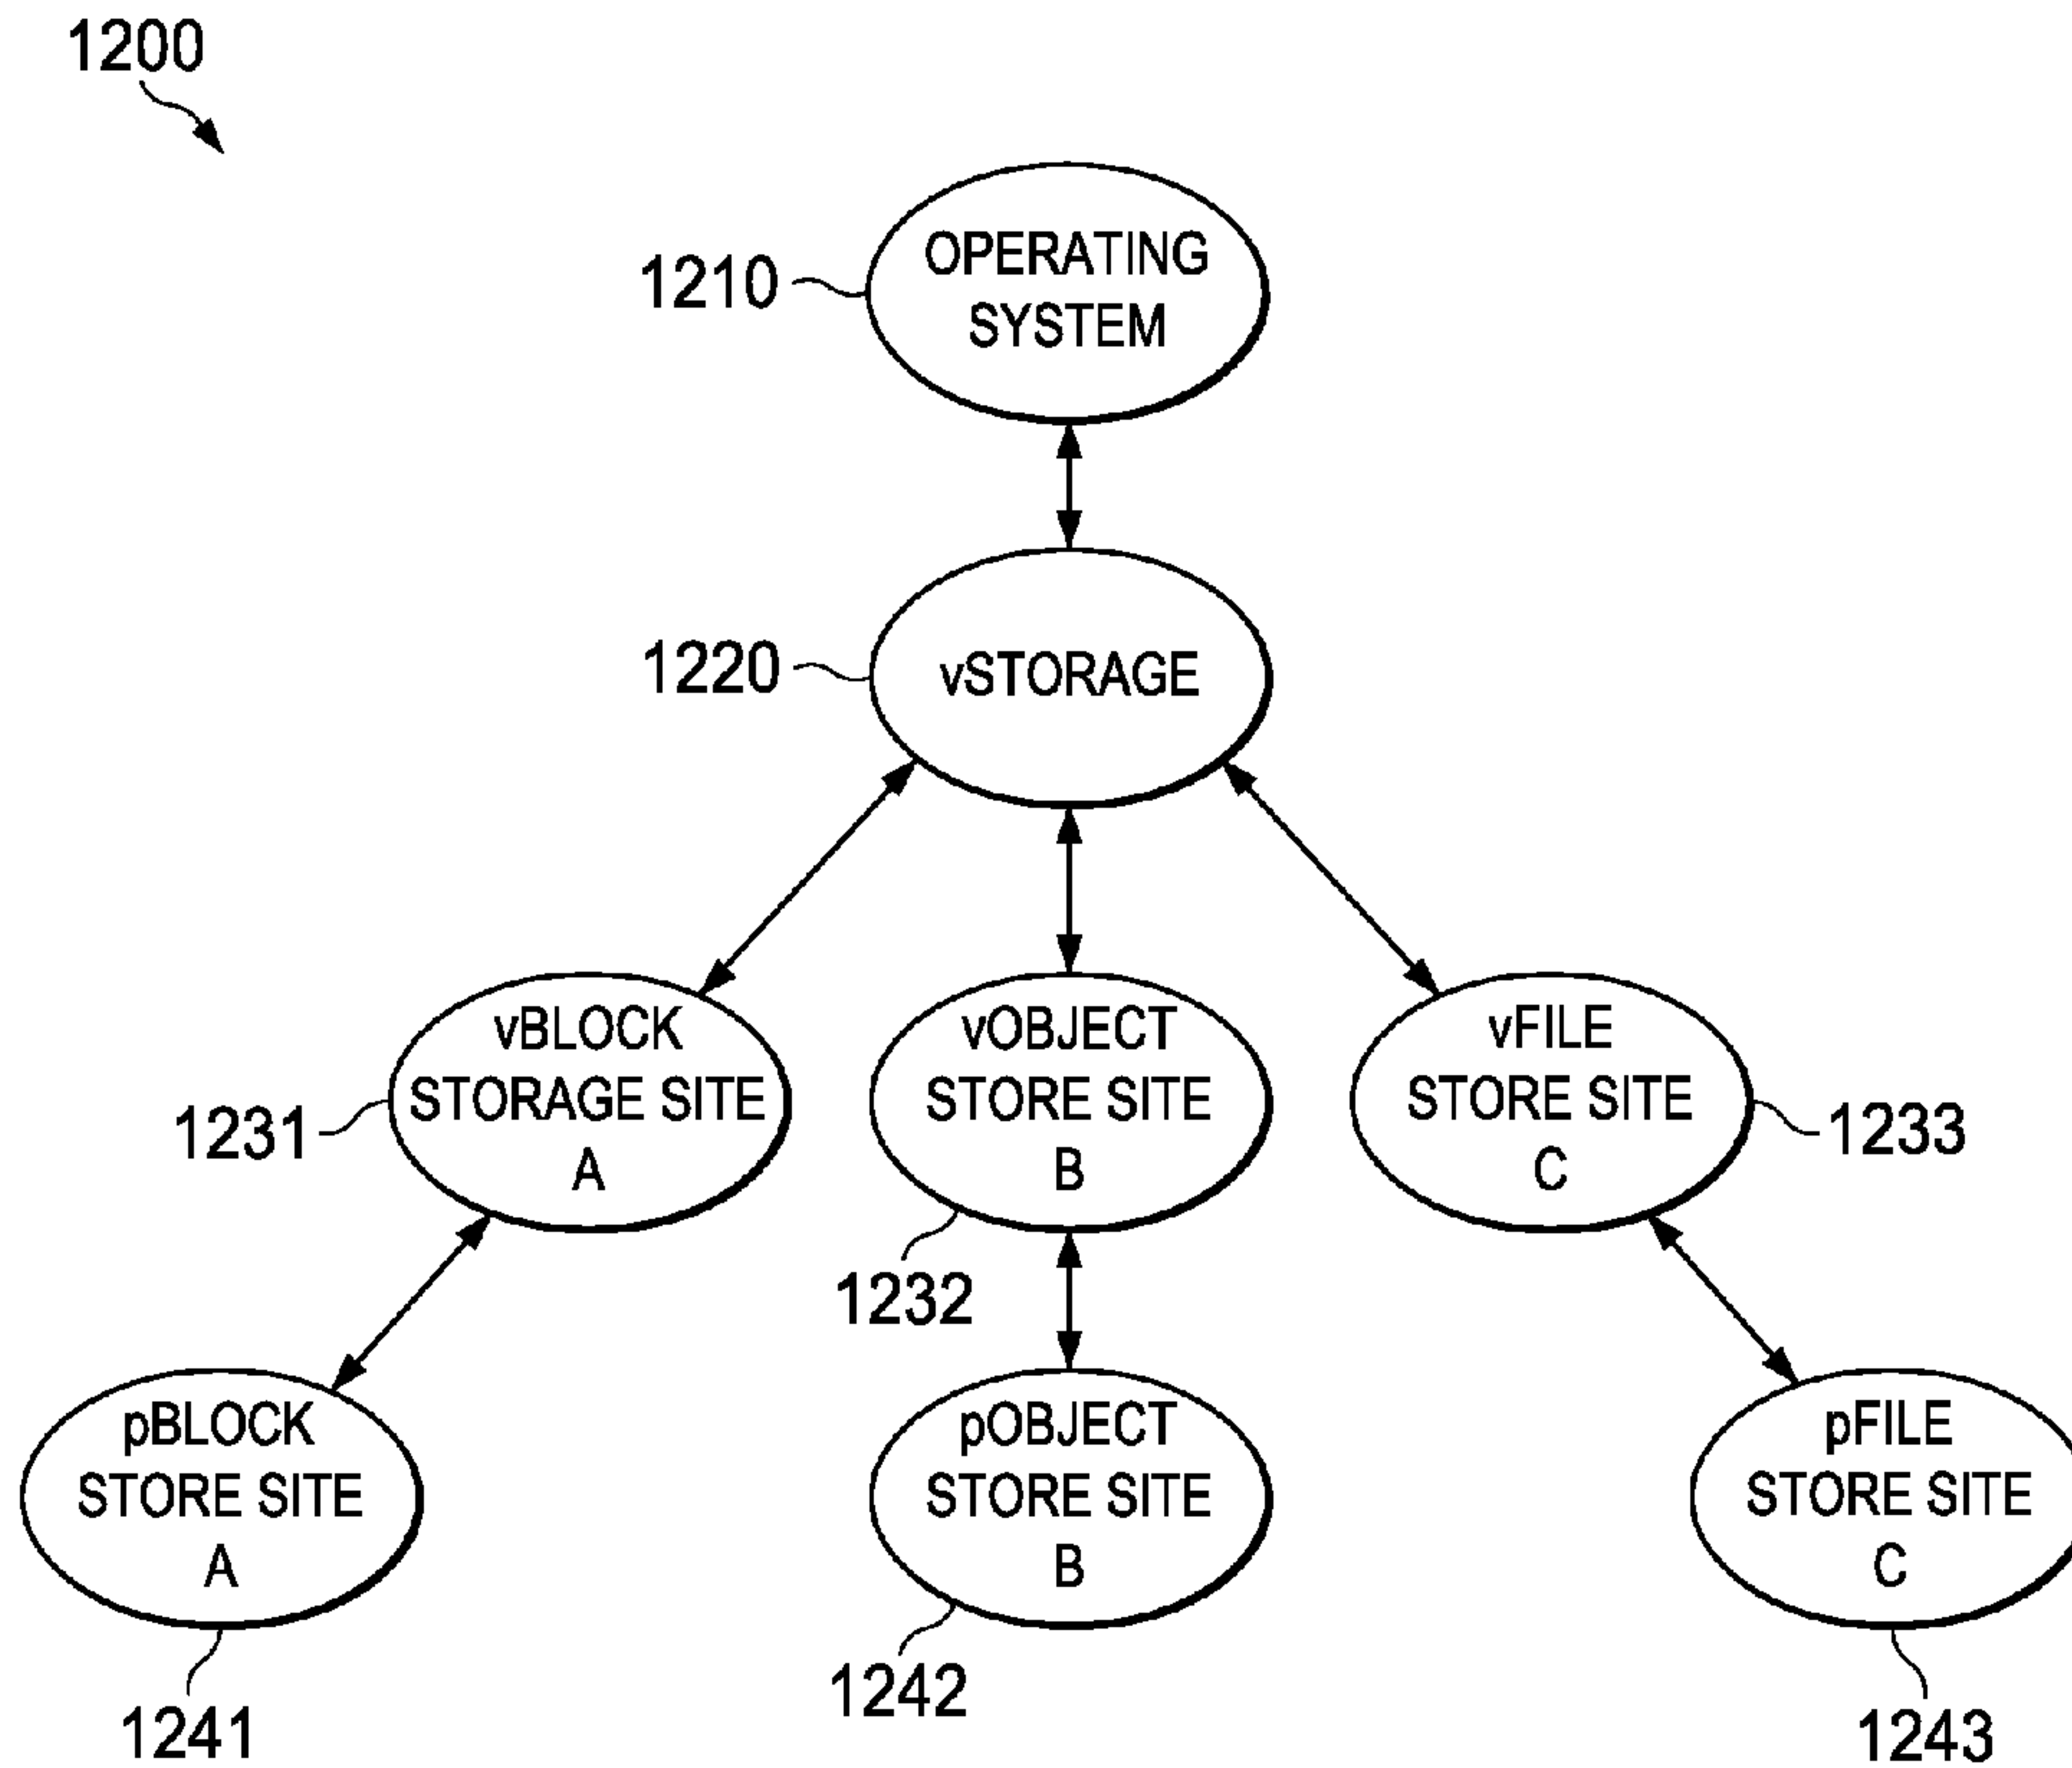 1200
1210
OPERATING
SYSTEM
1220
vSTORAGE
1231
vBLOCK
STORAGE SITE
A
vOBJECT
STORE SITE
B
1232
vFILE
STORE SITE
C
1233
pBLOCK
STORE SITE
A
1241
pOBJECT
STORE SITE
B
1242
pFILE
STORE SITE
C
1243